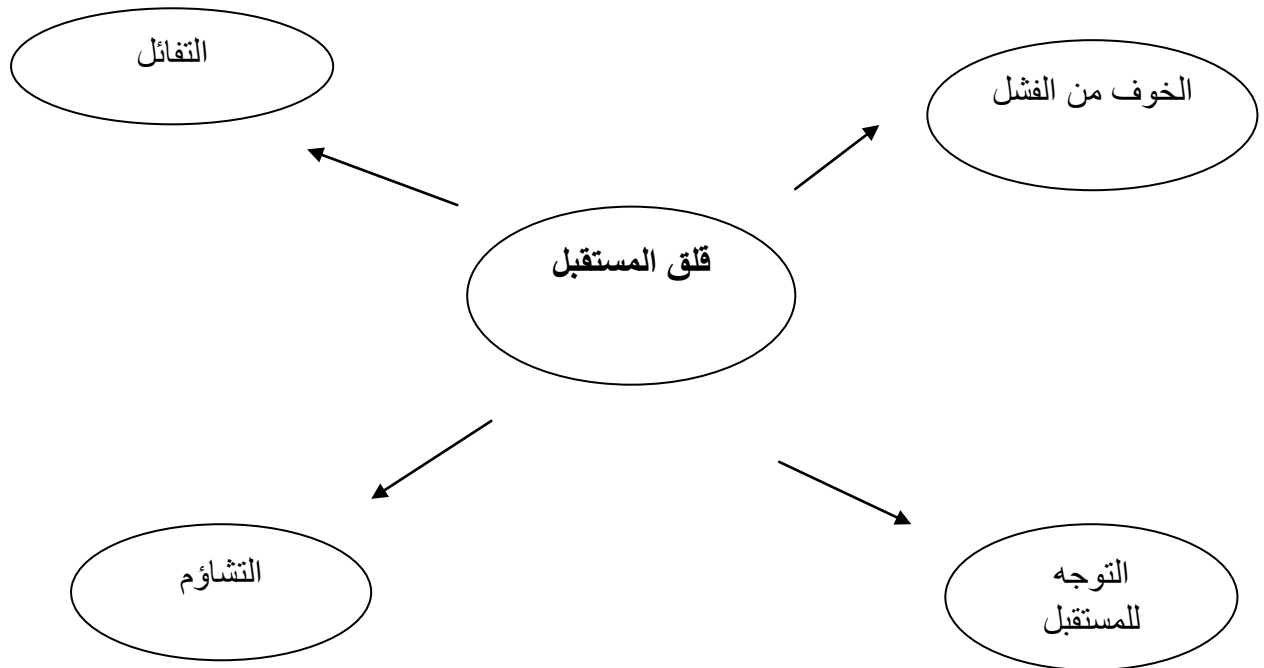 التفائل
الخوف من الفشل
قلق المستقبل
التشاؤم
التوجه
للمستقبل